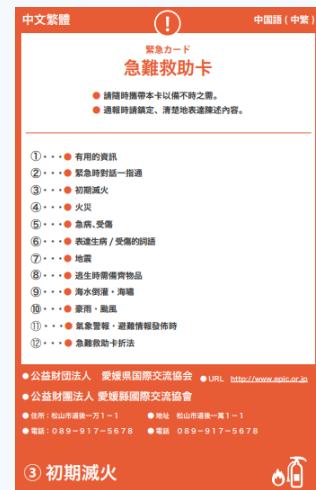 中文繁體
中国語 ( 中繁 )
緊急カード
急難救助卡
● 請隨時攜帶本卡以備不時之需。
● 通報時請鎮定、清楚地表達陳述內容。
①・・・● 有用的資訊
②・・・● 緊急時對話一指通
③・・・● 初期滅火
④・・・● 火災
⑤・・・● 急病、受傷
⑥・・・● 表達生病 / 受傷的詞語
⑦・・・● 地震
⑧・・・● 逃生時需備齊物品
⑨・・・● 海水倒灌・海嘯
⑩・・・● 豪雨・颱風
⑪・・・● 氣象警報・避難情報發佈時
⑫・・・● 急難救助卡折法
●公益財団法人 愛媛県国際交流協会 ●URL http://www.epic.or.jp
●公益財團法人 愛媛縣國際交流協會
●住所：松山市道後一万１−１ ●地址 松山市道後一萬１−１
●電話：０８９−９１７−５６７８ ●電話 ０８９−９１７−５６７８
③ 初期滅火